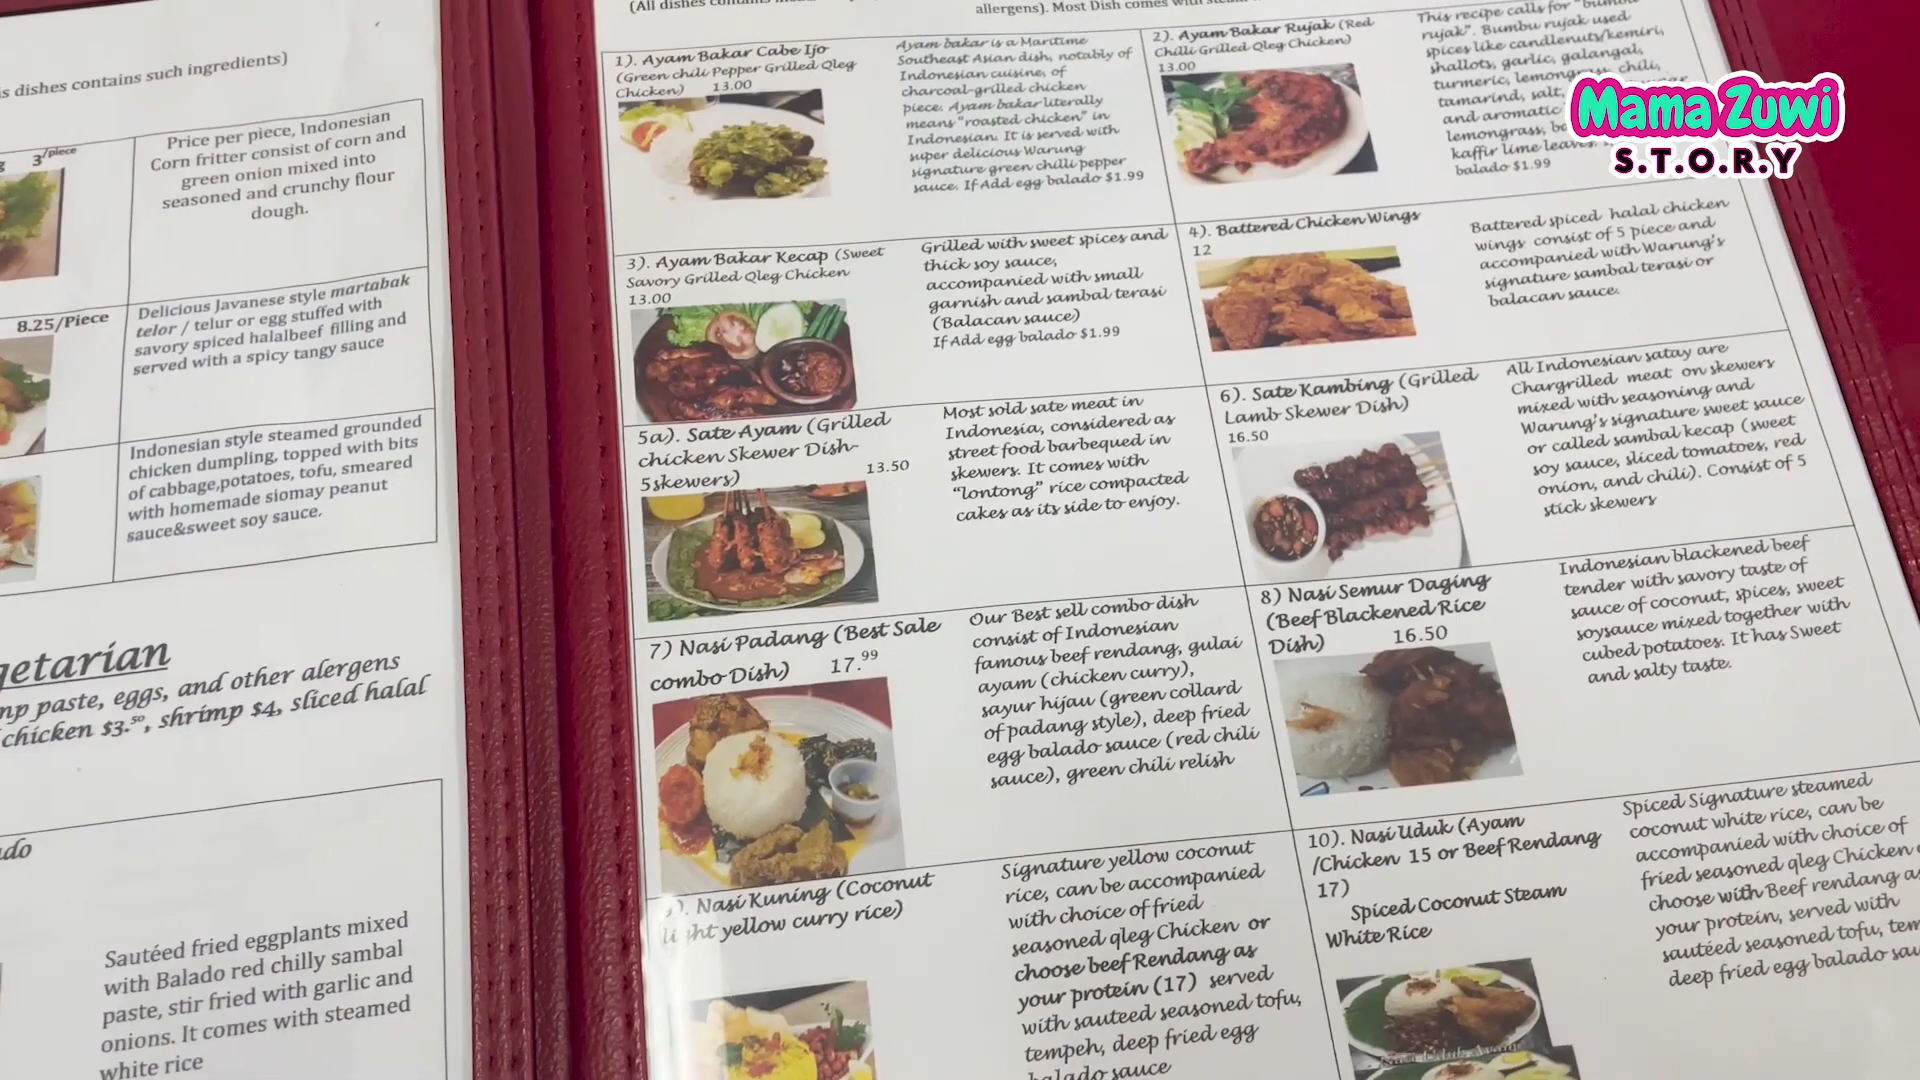 s dishes contains such ingredients)
3/piece
Price per piece, Indonesian
Corn fritter consist of corn and
green onion mixed into
seasoned and crunchy flour
dough.
8.25/Piece
Delicious Javanese style martabak
telor / telur or egg stuffed with
savory spiced halalbeef filling and
served with a spicy tangy sauce
Indonesian style steamed grounded
chicken dumpling, topped with bits
of cabbage,potatoes, tofu, smeared
with homemade siomay peanut
sauce&sweet soy sauce.
getarian
mp paste, eggs, and other alergens
chicken $3.50, shrimp $4, sliced halal
ado
Sautéed fried eggplants mixed
with Balado red chilly sambal
paste, stir fried with garlic and
onions. It comes with steamed
white rice
(All dishes
allergens). Most Dish comes with
1). Ayam Bakar Cabe Ijo
(Green chili Pepper Grilled Qleg
Chicken) 13.00
Ayam bakar is a Maritime
Southeast Asian dish, notably of
Indonesian cuisine, of
charcoal-grilled chicken
piece. Ayam bakar literally
means "roasted chicken" in
Indonesian. It is served with
super delicious Warung
signature green chilli pepper
sauce. If Add egg balado $1.99
2). Ayam Bakar Rujak (Red
Chilli Grilled Qleg Chicken)
13.00
This recipe calls for "bumbu
rujak". Bumbu rujak used
spices like candlenuts/kemiri,
shallots, garlic, galangal,
turmeric, lemongrass, chili,
tamarind, salt,
and aromatic
lemongrass,
kaffir lime leaves.
balado $1.99
Mama Zuwi
S.T.O.R.Y
3). Ayam Bakar Kecap (Sweet
Savory Grilled Qleg Chicken
13.00
Grilled with sweet spices and
thick soy sauce,
accompanied with small
garnish and sambal terasi
(Balacan sauce)
If Add egg balado $1.99
4). Battered Chicken Wings
12
Battered spiced halal chicken
wings consist of 5 piece and
accompanied with Warung's
signature sambal terasi or
balacan sauce.
5a). Sate Ayam (Grilled
chicken Skewer Dish-
5skewers) 13.50
Most sold sate meat in
Indonesia, considered as
street food barbequed in
skewers. It comes with
"lontong" rice compacted
cakes as its side to enjoy.
6). Sate Kambing (Grilled
Lamb Skewer Dish)
16.50
All Indonesian satay are
Chargrilled meat on skewers
mixed with seasoning and
Warung's signature sweet sauce
or called sambal kecap (sweet
soy sauce, sliced tomatoes, red
onion, and chili). Consist of 5
stick skewers
7) Nasi Padang (Best Sale
combo Dish) 17.99
Our Best sell combo dish
consist of Indonesian
famous beef rendang, gulai
ayam (chicken curry),
sayur hijau (green collard
of padang style), deep fried
egg balado sauce (red chili
sauce), green chili relish
8) Nasi Semur Daging
(Beef Blackened Rice
Dish) 16.50
Indonesian blackened beef
tender with savory taste of
sauce of coconut, spices, sweet
soysauce mixed together with
cubed potatoes. It has Sweet
and salty taste.
). Nasi Kuning (Coconut
light yellow curry rice)
Signature yellow coconut
rice, can be accompanied
with choice of fried
seasoned qleg Chicken or
choose beef Rendang as
your protein (17) served
with sauteed seasoned tofu,
tempeh, deep fried egg
balado sauce
10). Nasi Uduk (Ayam
/Chicken 15 or Beef Rendang
17)
Spiced Coconut Steam
White Rice
Spiced Signature steamed
coconut white rice, can be
accompanied with choice of
fried seasoned qleg Chicken
choose with Beef rendang as
your protein, served with
sautéed seasoned tofu, tem
deep fried egg balado sau